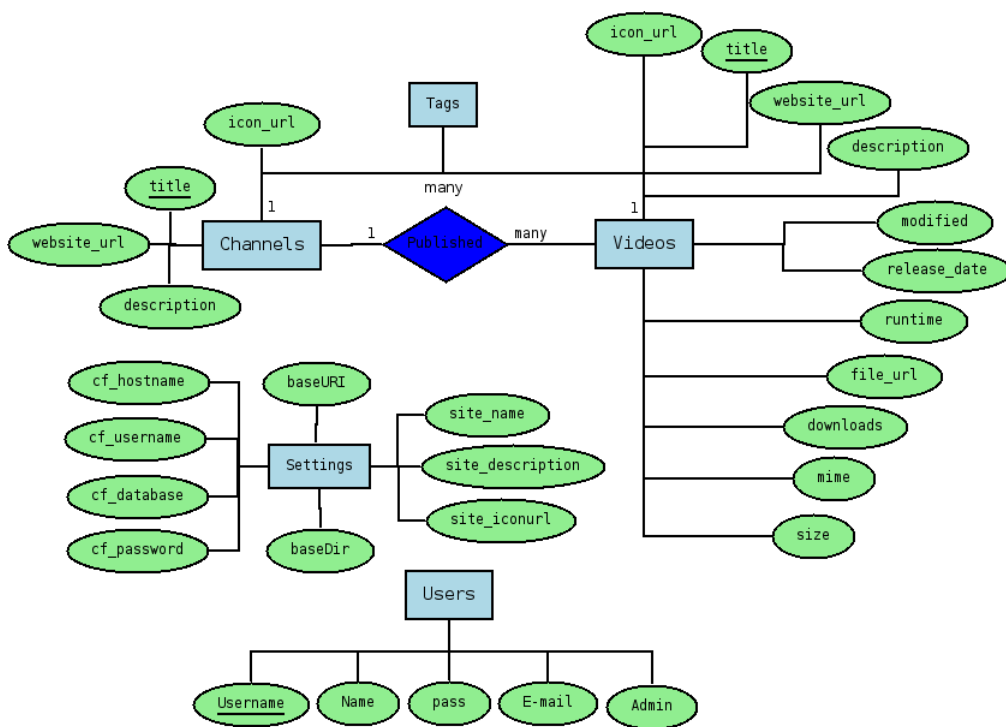 icon_url
title
Tags
website_url
icon_url
description
many
title
1
1
modified
website_url
Channels
1
Published
many
Videos
release_date
description
runtime
cf_hostname
baseURI
file_url
site_name
cf_username
downloads
Settings
site_description
mime
cf_database
site_iconurl
size
cf_password
baseDir
Users
Username
Name
pass
E-mail
Admin